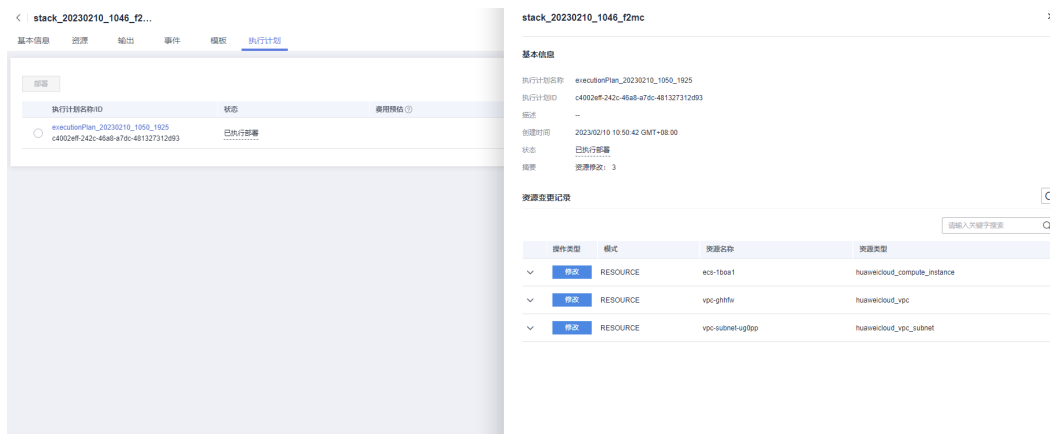 stack_20230210_1046_f2...
基本信息 资源 输出 事件 模板 执行计划
部署
执行计划名称/ID 状态 费用预估
executionPlan_20230210_1050_1925
c4002eff-242c-46a8-a7dc-481327312d93
已执行部署
stack_20230210_1046_f2mc
基本信息
执行计划名称 executionPlan_20230210_1050_1925
执行计划ID c4002eff-242c-46a8-a7dc-481327312d93
描述 --
创建时间 2023/02/10 10:50:42 GMT+08:00
状态 已执行部署
摘要 资源修改： 3
资源变更记录
请输入关键字搜索
操作类型 模式 资源名称 资源类型
修改 RESOURCE ecs-1boa1 huaweicloud_compute_instance
修改 RESOURCE vpc-ghhfw huaweicloud_vpc
修改 RESOURCE vpc-subnet-ug0pp huaweicloud_vpc_subnet